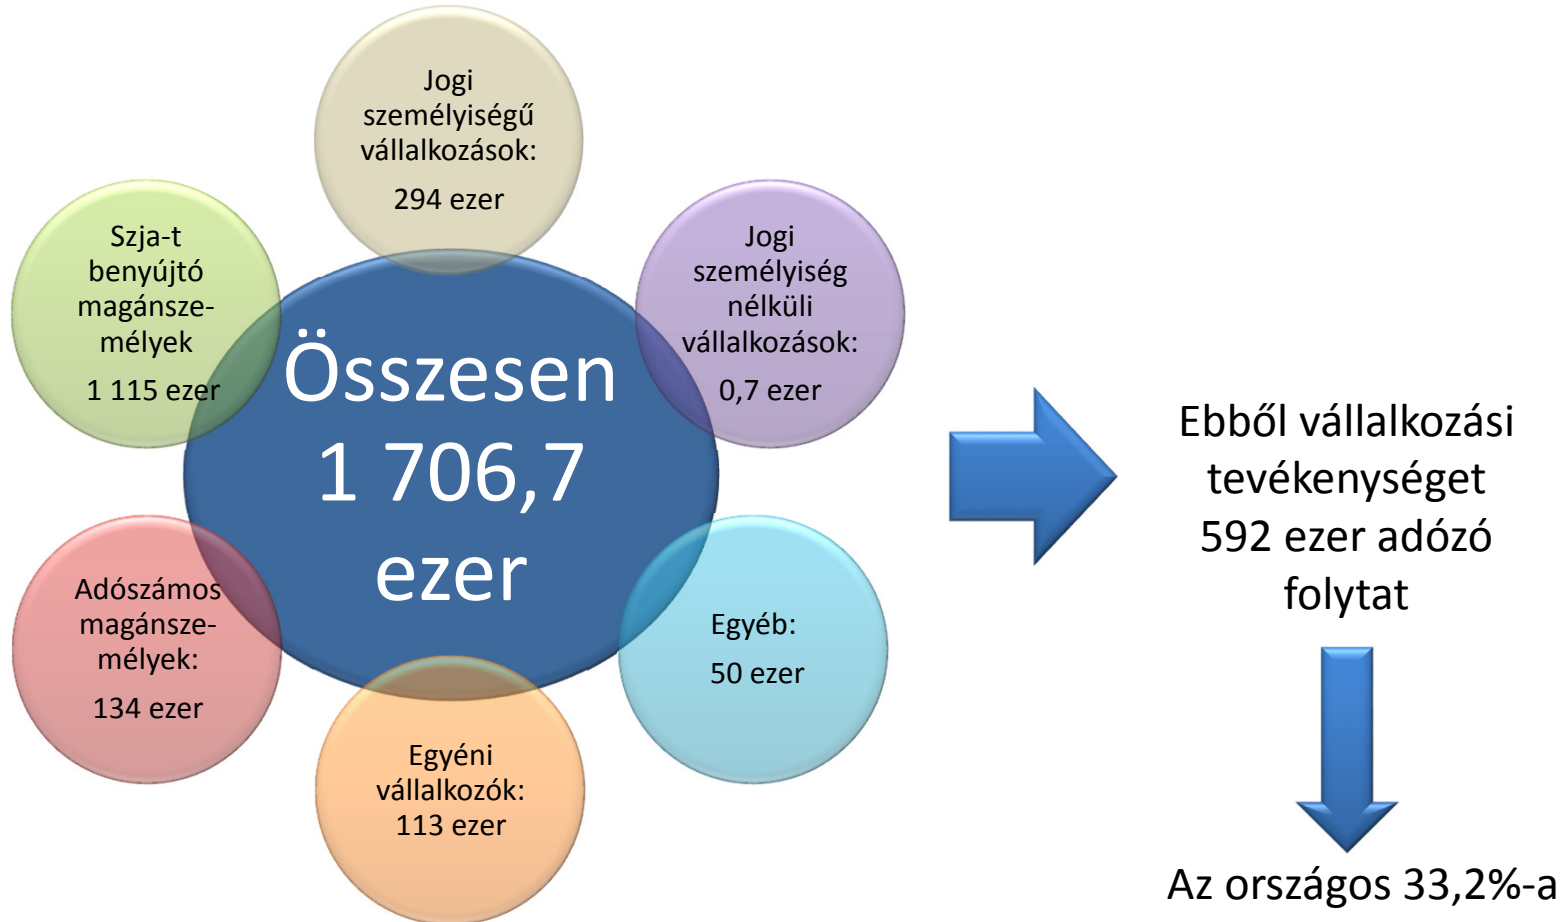 Jogi
személyiségű
vállalkozások:
294 ezer
Jogi
személyiség
nélküli
vállalkozások:
0,7 ezer
Egyéb:
50 ezer
Egyéni
vállalkozók:
113 ezer
Adószámos
magánsze-
mélyek:
134 ezer
Szja-t
benyújtó
magánsze-
mélyek
1 115 ezer
Összesen
1 706,7
ezer
Ebből vállalkozási
tevékenységet
592 ezer adózó
folytat
Az országos 33,2%-a